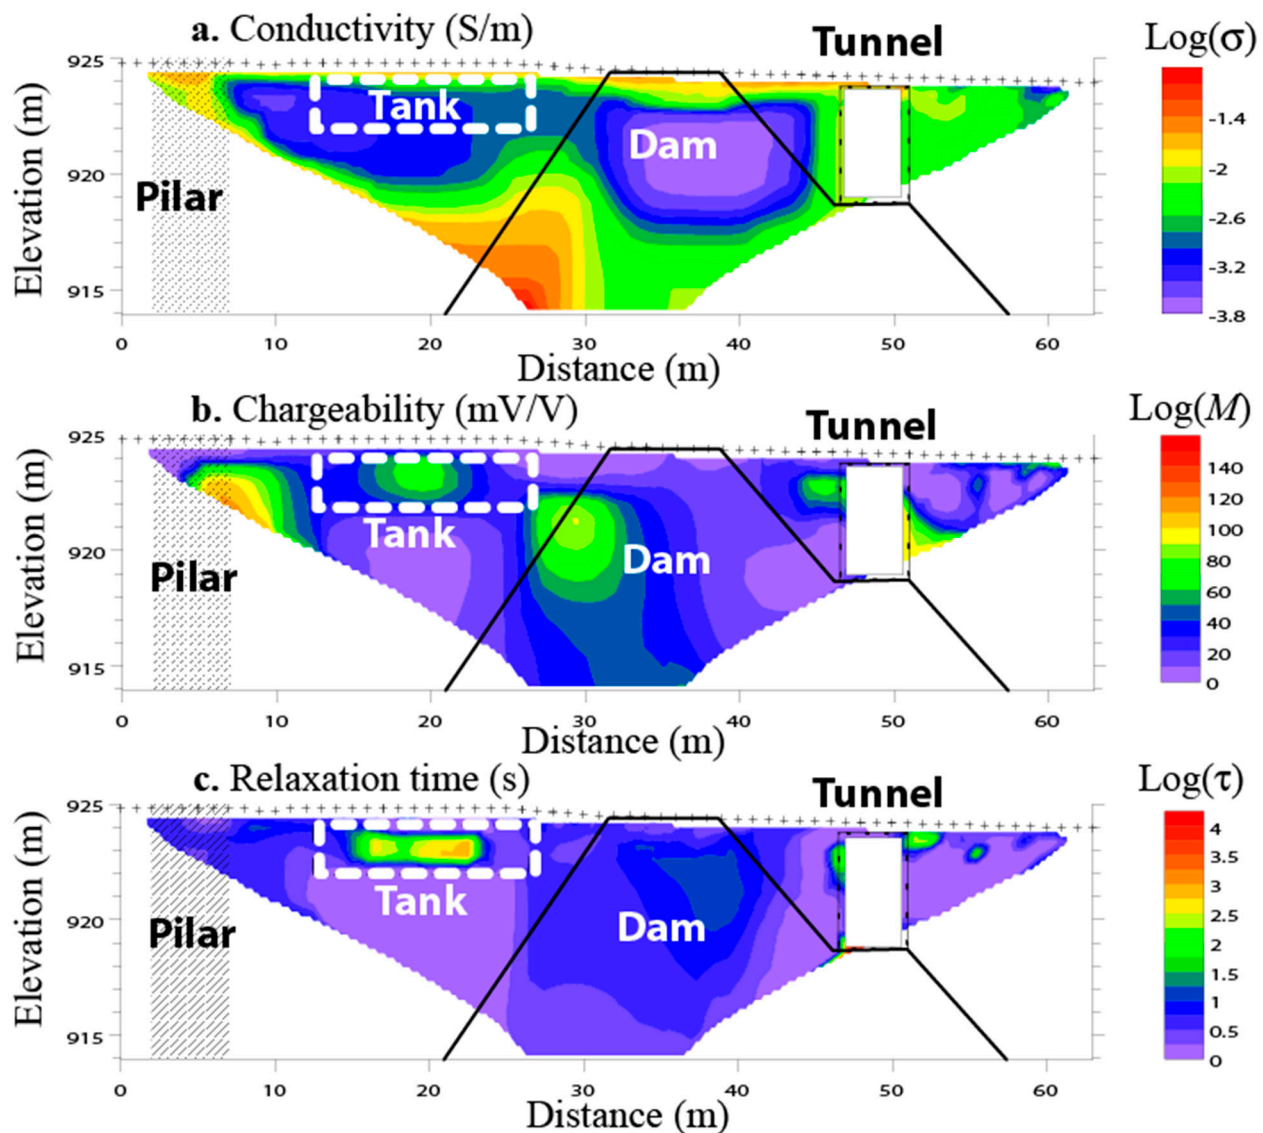 a. Conductivity (S/m)
Tunnel
Log(σ)
925
920
915
Elevation (m)
Pilar
Tank
Dam
-1.4
-2
-2.6
-3.2
-3.8
0 10 20 30 40 50 60
Distance (m)
b. Chargeability (mV/V)
Tunnel
Log(M)
925
920
915
Elevation (m)
Pilar
Tank
Dam
140
120
100
80
60
40
20
0
0 10 20 30 40 50 60
Distance (m)
c. Relaxation time (s)
Tunnel
Log(τ)
925
920
915
Elevation (m)
Pilar
Tank
Dam
4
3.5
3
2.5
2
1.5
1
0.5
0
0 10 20 30 40 50 60
Distance (m)